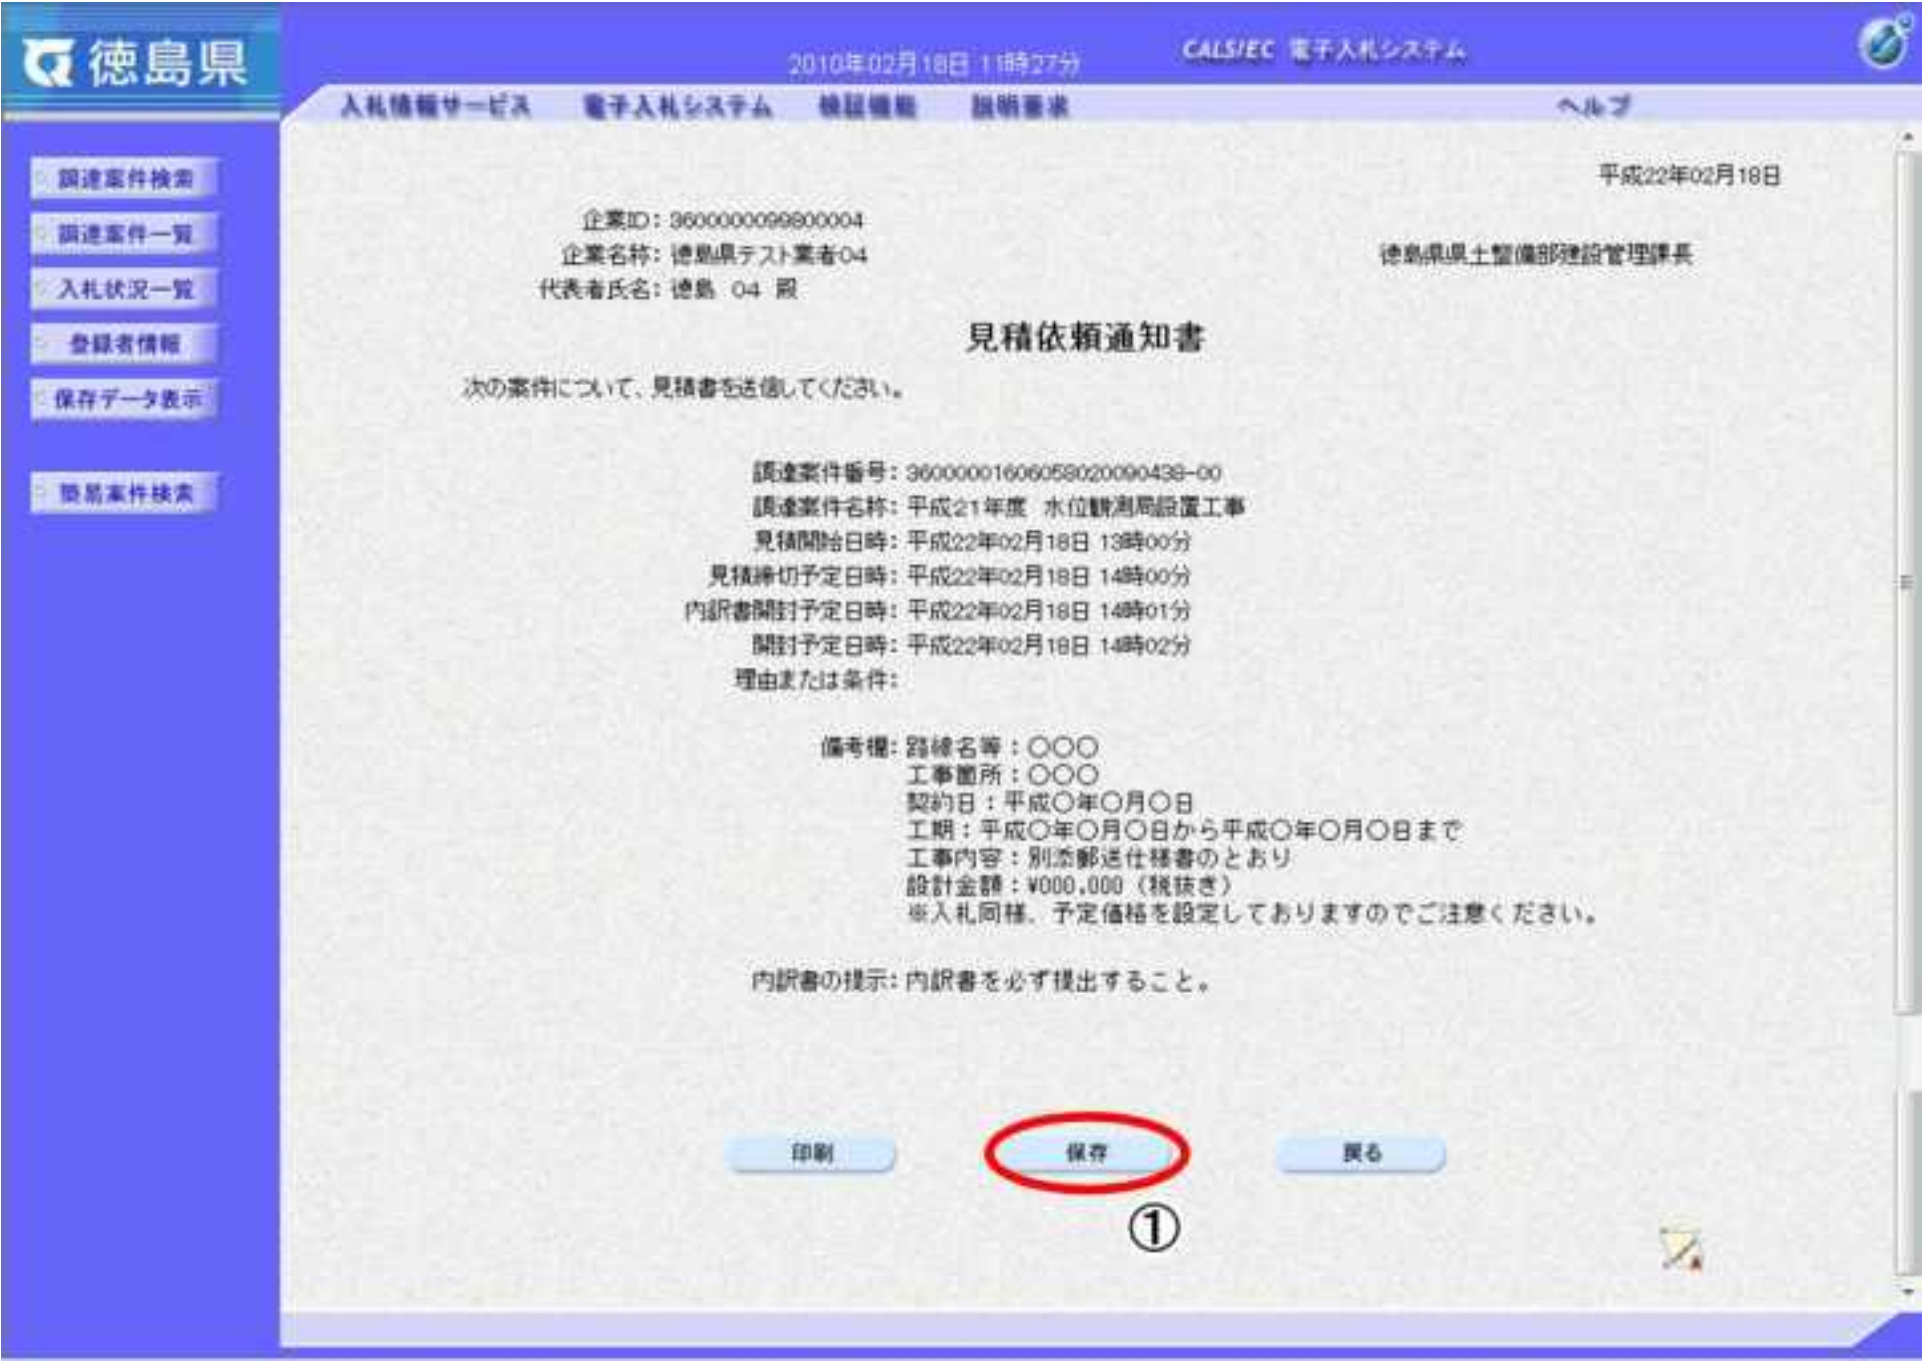 徳島県
2010年02月18日 11時27分
CALS/EC 電子入札システム
入札情報サービス 電子入札システム 検証機能 説明要求 ヘルプ
調達案件検索
調達案件一覧
入札状況一覧
登録者情報
保存データ表示
簡易案件検索
平成22年02月18日
企業ID: 3600000099800004
企業名称: 徳島県テスト業者04
徳島県県土整備部建設管理課長
代表者氏名: 徳島 04 殿
見積依頼通知書
次の案件について、見積書を送信してください。
調達案件番号: 36000001606058020090438-00
調達案件名称: 平成21年度 水位観測局設置工事
見積開始日時: 平成22年02月18日 13時00分
見積締切予定日時: 平成22年02月18日 14時00分
内訳書開封予定日時: 平成22年02月18日 14時01分
開封予定日時: 平成22年02月18日 14時02分
理由または条件:
備考欄: 路線名等：〇〇〇
工事箇所：〇〇〇
契約日：平成〇年〇月〇日
工期：平成〇年〇月〇日から平成〇年〇月〇日まで
工事内容：別添郵送仕様書のとおり
設計金額：¥000,000（税抜き）
※入札同様、予定価格を設定しておりますのでご注意ください。
内訳書の提示: 内訳書を必ず提出すること。
印刷 保存 戻る
①